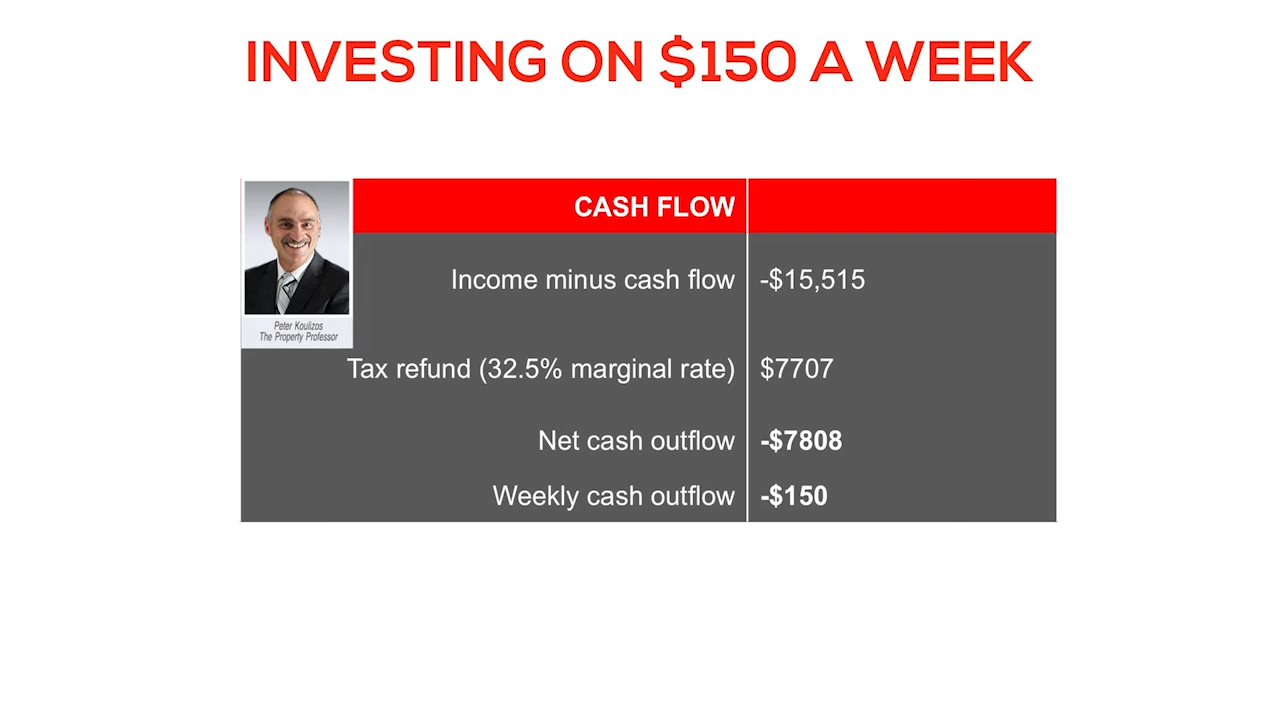 INVESTING ON $150 A WEEK
CASH FLOW
Income minus cash flow -$15,515
Peter Koulizos
The Property Professor
Tax refund (32.5% marginal rate) $7707
Net cash outflow -$7808
Weekly cash outflow -$150